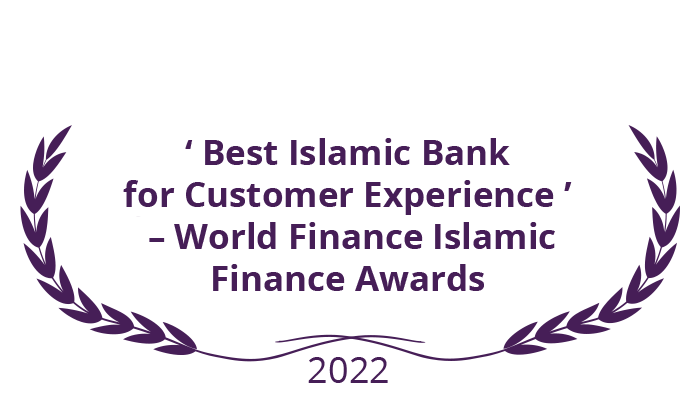 ‘ Best Islamic Bank
for Customer Experience ’
– World Finance Islamic
Finance Awards
2022